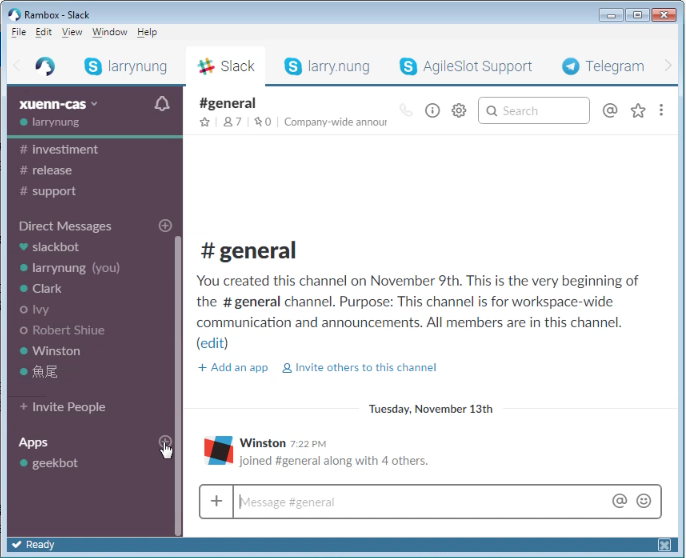 Rambox - Slack
File Edit View Window Help
larrynung Slack larry.nung AgileSlot Support Telegram
xuenn-cas
larrynung
# investiment
# release
# support
Direct Messages
slackbot
larrynung (you)
Clark
Ivy
Robert Shiue
Winston
魚尾
+ Invite People
Apps
geekbot
#general
7 0 Company-wide annour
Search
#general
You created this channel on November 9th. This is the very beginning of
the #general channel. Purpose: This channel is for workspace-wide
communication and announcements. All members are in this channel.
(edit)
+ Add an app Invite others to this channel
Tuesday, November 13th
Winston 7:22 PM
joined #general along with 4 others.
Message #general
Ready